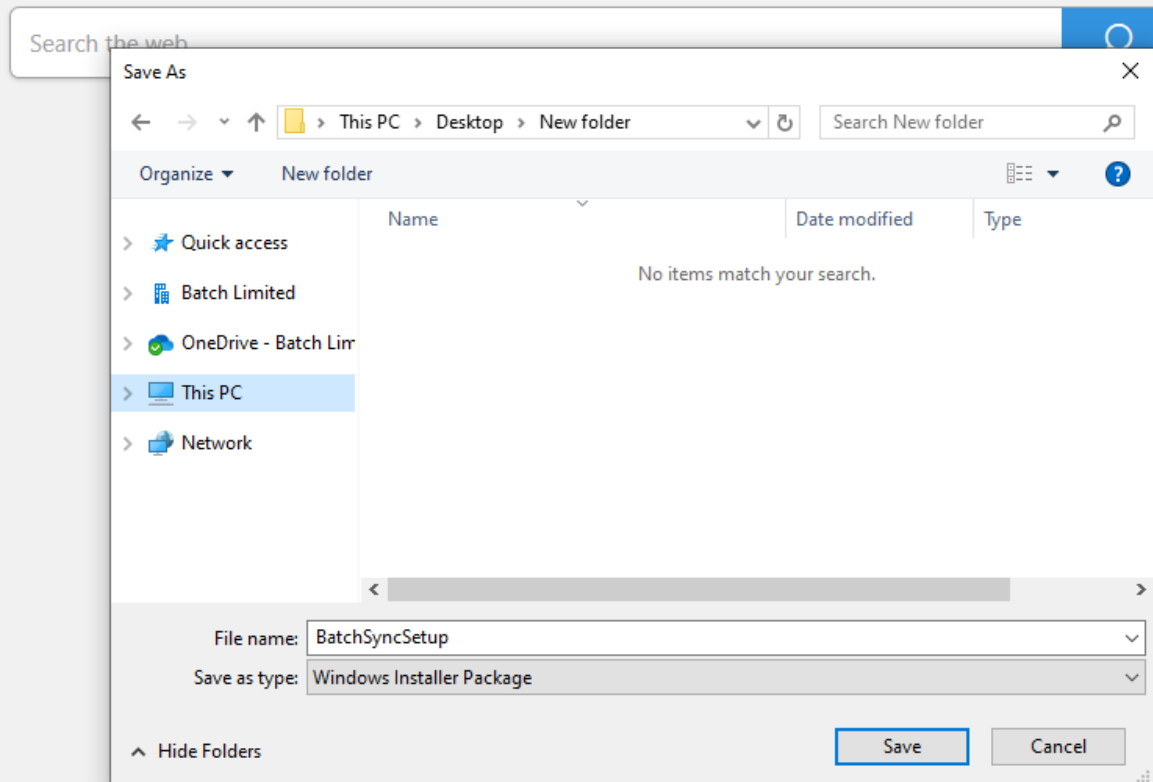 Search the web
Save As
This PC > Desktop > New folder
Search New folder
Organize
New folder
?
Name
Date modified
Type
Quick access
No items match your search.
Batch Limited
OneDrive - Batch Lim
This PC
Network
File name: BatchSyncSetup
Save as type: Windows Installer Package
Hide Folders
Save
Cancel